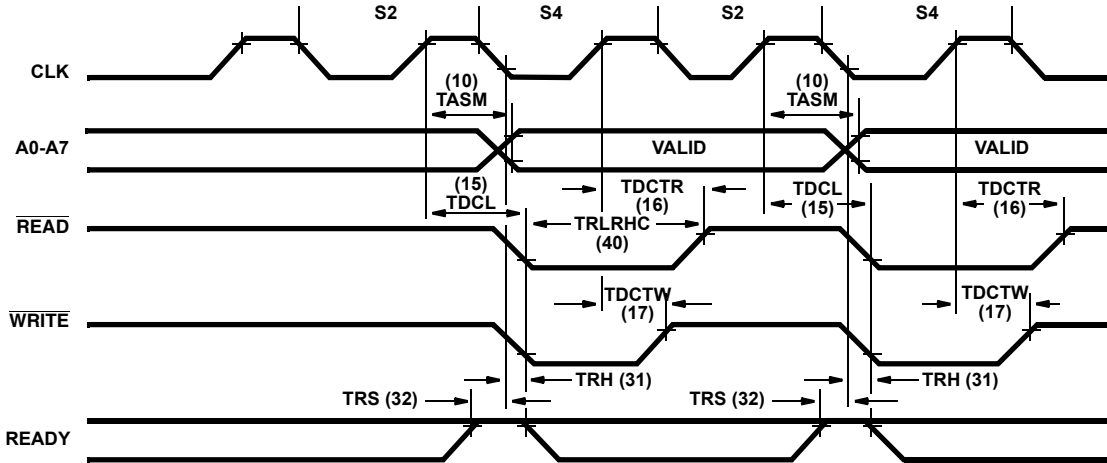 S2 S4 S2 S4
CLK
(10)
TASM
(10)
TASM
A0-A7
VALID
VALID
(15)
TDCL
TDCTR
(16)
TDCL
(15)
TDCTR
(16)
READ
TRLRHC
(40)
TDCTW
(17)
TDCTW
(17)
WRITE
TRH (31)
TRH (31)
TRS (32)
TRS (32)
READY